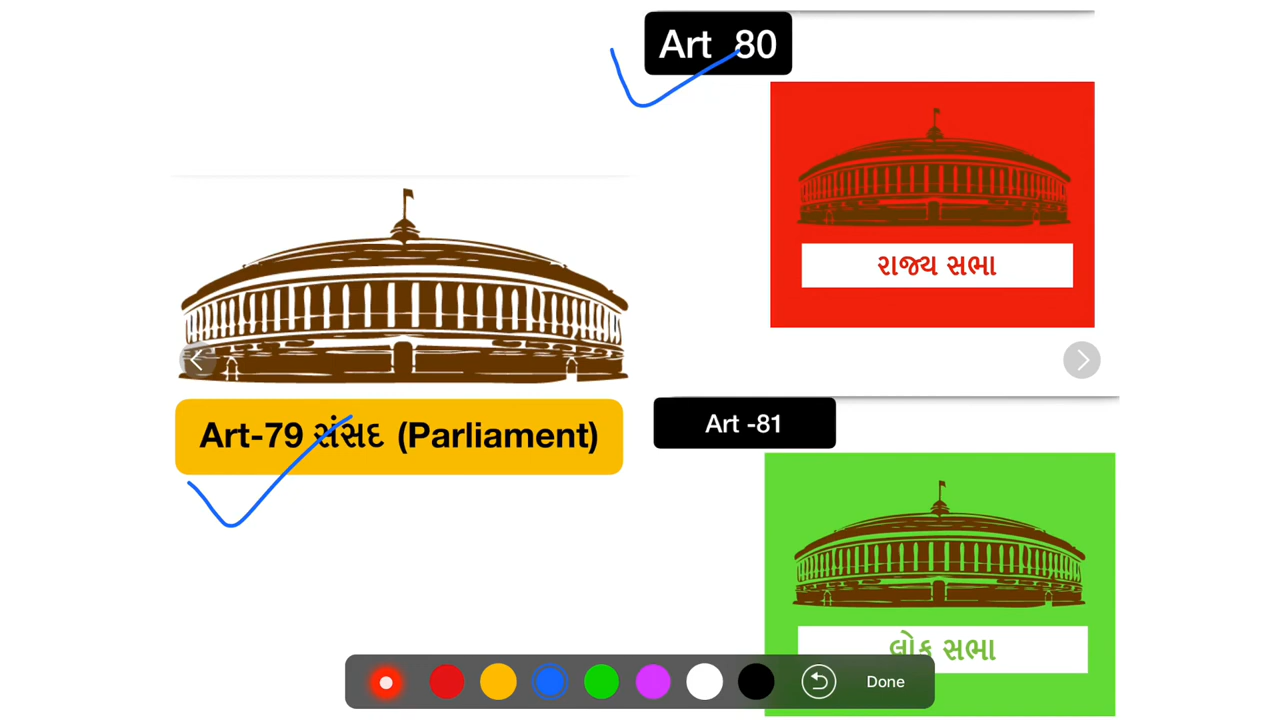 Art 80
રાજ્ય સભા
Art-79 સંસદ (Parliament)
Art -81
લોક સભા
Done